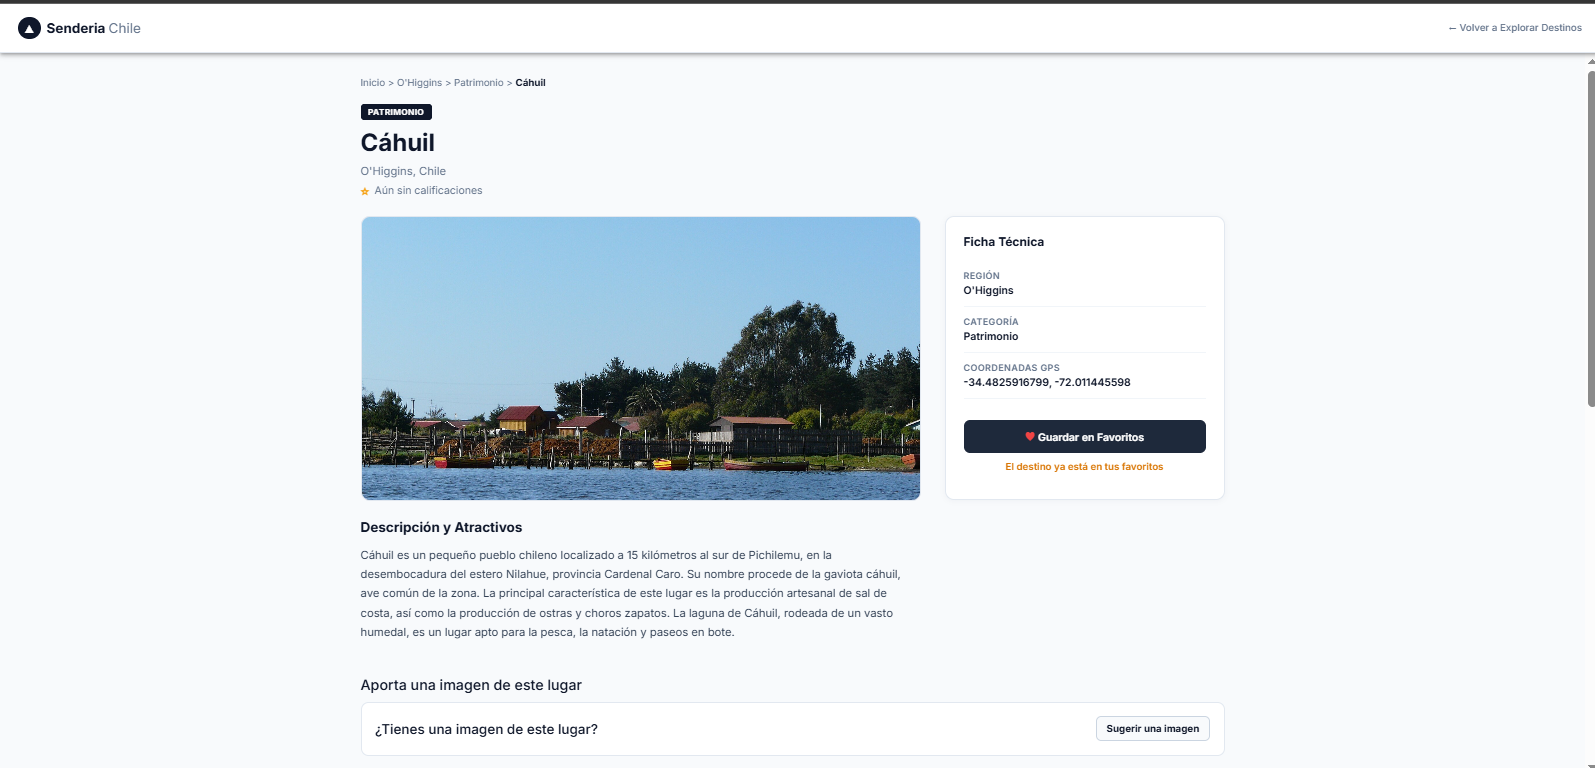 Senderia Chile
← Volver a Explorar Destinos
Inicio > O'Higgins > Patrimonio > Cáhuil
PATRIMONIO
Cáhuil
O'Higgins, Chile
Aún sin calificaciones
Ficha Técnica
REGIÓN
O'Higgins
CATEGORÍA
Patrimonio
COORDENADAS GPS
-34.4825916799, -72.011445598
Guardar en Favoritos
El destino ya está en tus favoritos
Descripción y Atractivos
Cáhuil es un pequeño pueblo chileno localizado a 15 kilómetros al sur de Pichilemu, en la
desembocadura del estero Nilahue, provincia Cardenal Caro. Su nombre procede de la gaviota cáhuil,
ave común de la zona. La principal característica de este lugar es la producción artesanal de sal de
costa, así como la producción de ostras y choros zapatos. La laguna de Cáhuil, rodeada de un vasto
humedal, es un lugar apto para la pesca, la natación y paseos en bote.
Aporta una imagen de este lugar
¿Tienes una imagen de este lugar?
Sugerir una imagen